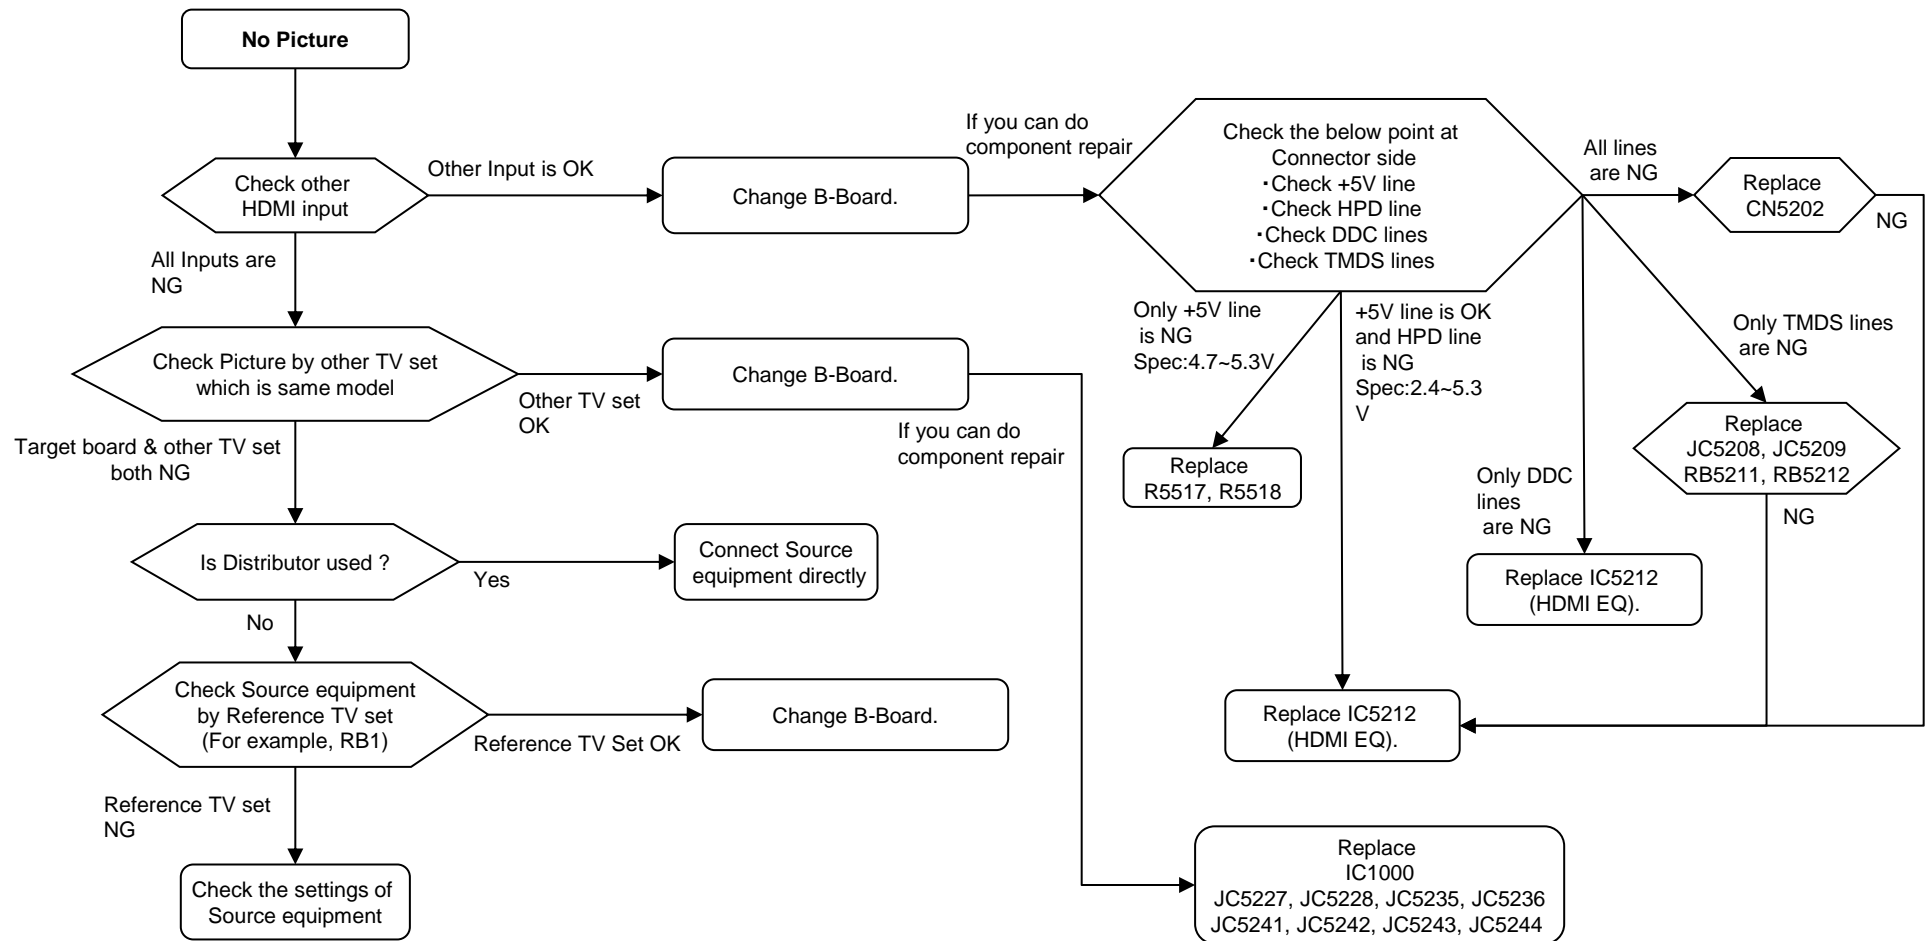 No Picture
Check other
HDMI input
Other Input is OK
Change B-Board.
If you can do
component repair
Check the below point at
Connector side
・Check +5V line
・Check HPD line
・Check DDC lines
・Check TMDS lines
All lines
are NG
Replace
CN5202
NG
All Inputs are
NG
Check Picture by other TV set
which is same model
Other TV set
OK
Change B-Board.
If you can do
component repair
Only +5V line
is NG
Spec:4.7~5.3V
+5V line is OK
and HPD line
is NG
Spec:2.4~5.3
V
Only TMDS lines
are NG
Replace
JC5208, JC5209
RB5211, RB5212
NG
Replace
R5517, R5518
Only DDC
lines
are NG
Replace IC5212
(HDMI EQ).
Target board & other TV set
both NG
Is Distributor used ?
Yes
Connect Source
equipment directly
No
Check Source equipment
by Reference TV set
(For example, RB1)
Reference TV Set OK
Change B-Board.
Replace IC5212
(HDMI EQ).
Reference TV set
NG
Check the settings of
Source equipment
Replace
IC1000
JC5227, JC5228, JC5235, JC5236
JC5241, JC5242, JC5243, JC5244